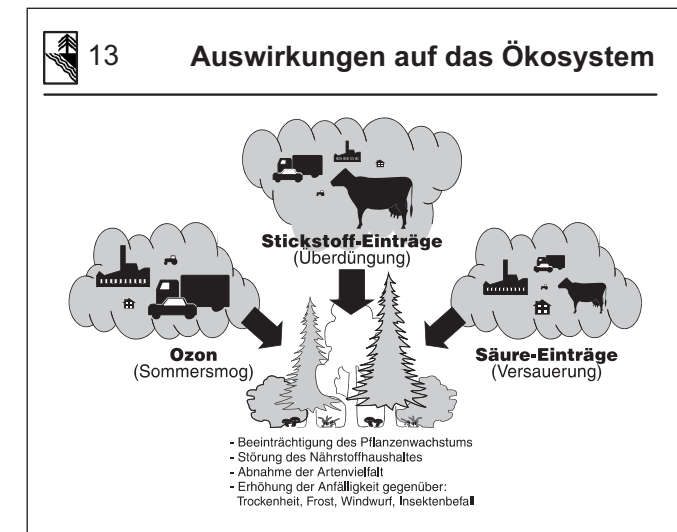 13 Auswirkungen auf das Ökosystem
Stickstoff-Einträge
(Überdüngung)
Ozon
(Sommersmog)
Säure-Einträge
(Versauerung)
- Beeinträchtigung des Pflanzenwachstums
- Störung des Nährstoffhaushaltes
- Abnahme der Artenvielfalt
- Erhöhung der Anfälligkeit gegenüber:
Trockenheit, Frost, Windwurf, Insektenbefall